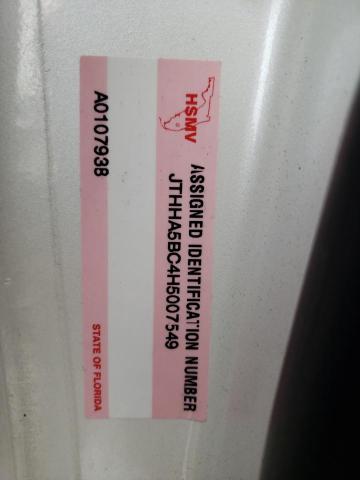 HSMV
ASSIGNED IDENTIFICATION NUMBER
JTHHA5BC4H5007549
A0107938
STATE OF FLORIDA